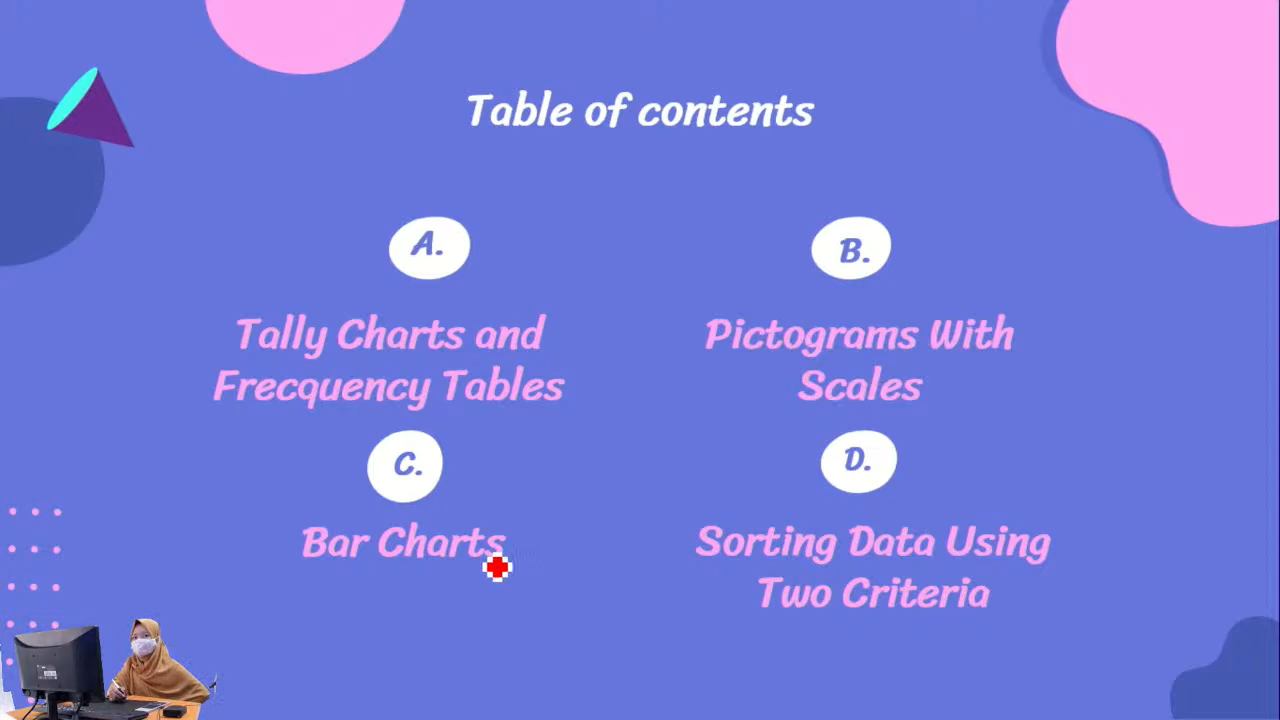 Table of contents
A.
Tally Charts and
Frecquency Tables
B.
Pictograms With
Scales
C.
Bar Charts
D.
Sorting Data Using
Two Criteria